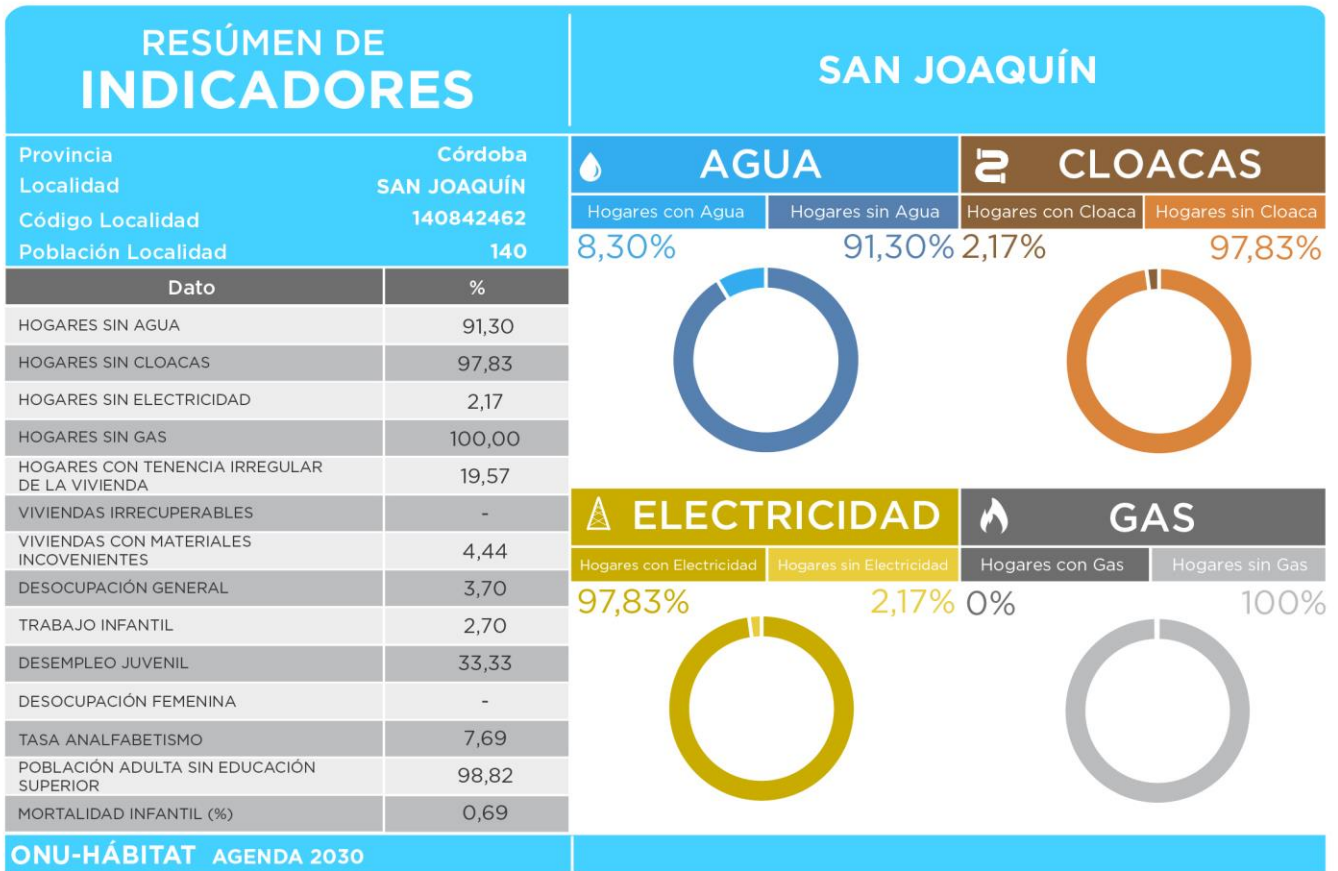 RESÚMEN DE
INDICADORES
SAN JOAQUÍN
Provincia Córdoba
Localidad SAN JOAQUÍN
Código Localidad 140842462
Población Localidad 140
Dato %
HOGARES SIN AGUA 91,30
HOGARES SIN CLOACAS 97,83
HOGARES SIN ELECTRICIDAD 2,17
HOGARES SIN GAS 100,00
HOGARES CON TENENCIA IRREGULAR
DE LA VIVIENDA 19,57
VIVIENDAS IRRECUPERABLES -
VIVIENDAS CON MATERIALES
INCOVENIENTES 4,44
DESOCUPACIÓN GENERAL 3,70
TRABAJO INFANTIL 2,70
DESEMPLEO JUVENIL 33,33
DESOCUPACIÓN FEMENINA -
TASA ANALFABETISMO 7,69
POBLACIÓN ADULTA SIN EDUCACIÓN
SUPERIOR 98,82
MORTALIDAD INFANTIL (%) 0,69
AGUA
Hogares con Agua Hogares sin Agua
8,30% 91,30%
CLOACAS
Hogares con Cloaca Hogares sin Cloaca
2,17% 97,83%
ELECTRICIDAD
Hogares con Electricidad Hogares sin Electricidad
97,83% 2,17%
GAS
Hogares con Gas Hogares sin Gas
0% 100%
ONU-HÁBITAT AGENDA 2030